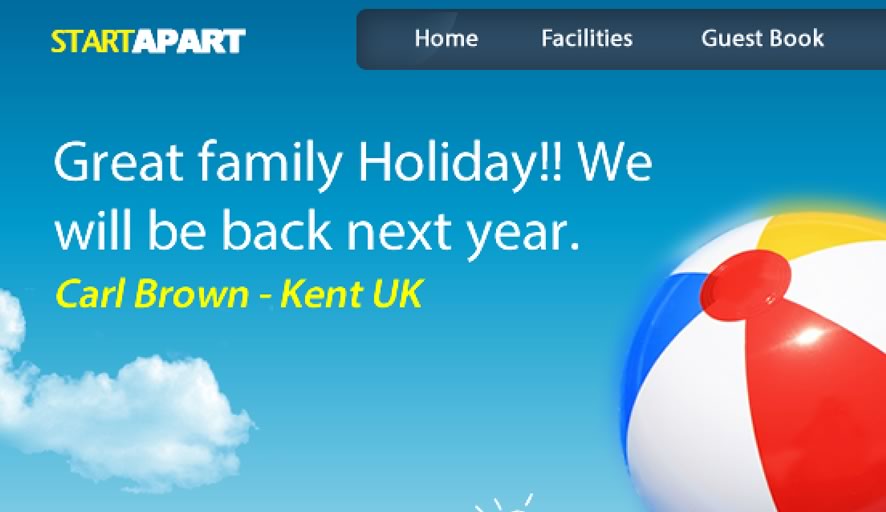 STARTAPART
Home Facilities Guest Book
Great family Holiday!! We
will be back next year.
Carl Brown - Kent UK